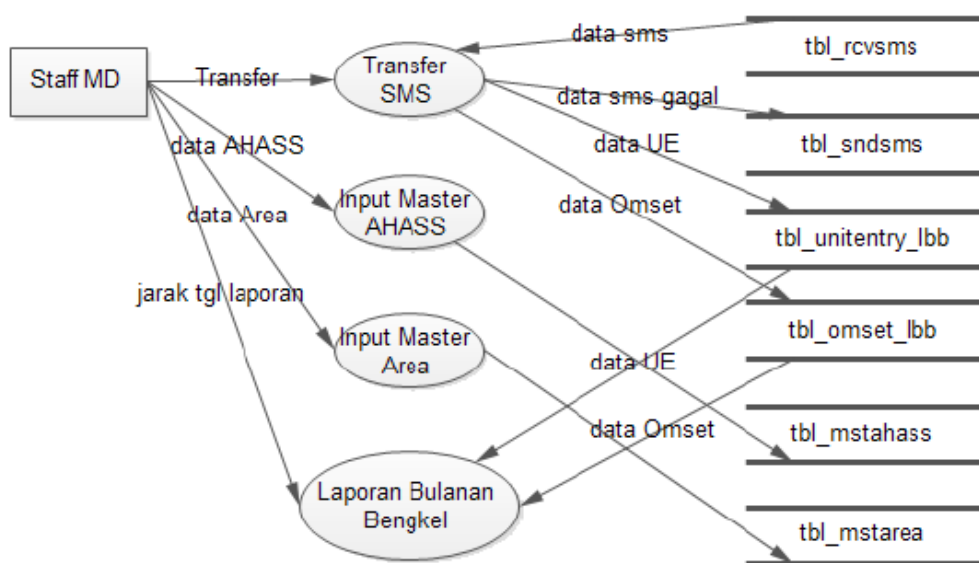 data sms
tbl_rcvsms
Staff MD
Transfer
Transfer
SMS
data sms gagal
tbl_sndsms
data AHASS
data UE
Input Master
AHASS
data Area
data Omset
tbl_unitentry_lbb
jarak tgl laporan
Input Master
Area
tbl_omset_lbb
data UE
data Omset
tbl_mstahass
Laporan Bulanan
Bengkel
tbl_mstarea